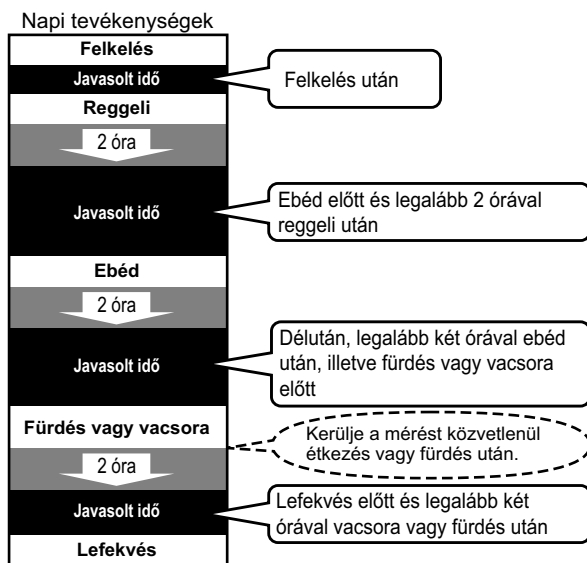 Napi tevékenységek
Felkelés
Javasolt idő
Felkelés után
Reggeli
2 óra
Javasolt idő
Ebéd előtt és legalább 2 órával
reggeli után
Ebéd
2 óra
Javasolt idő
Délután, legalább két órával ebéd
után, illetve fürdés vagy vacsora
előtt
Fürdés vagy vacsora
Kerülje a mérést közvetlenül
étkezés vagy fürdés után.
2 óra
Javasolt idő
Lefekvés előtt és legalább két
órával vacsora vagy fürdés után
Lefekvés